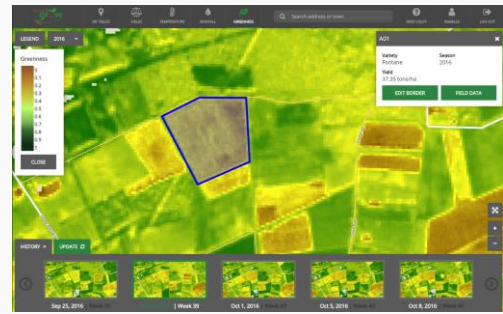 MY FIELDS
FIELDS
TEMPERATURE
RAINFALL
GREENNESS
Search address or town
NEED HELP?
LOG OUT
LEGEND
2016
Greenness
0
0.1
0.2
0.3
0.4
0.5
0.6
0.7
0.8
0.9
1
CLOSE
AO1
Variety
Fontane
Season
2016
Yield
37.35 tons/ha
EDIT BORDER
FIELD DATA
HISTORY
UPDATE
Sep 25, 2016
| Week 39
Oct 1, 2016
Oct 5, 2016
Oct 8, 2016